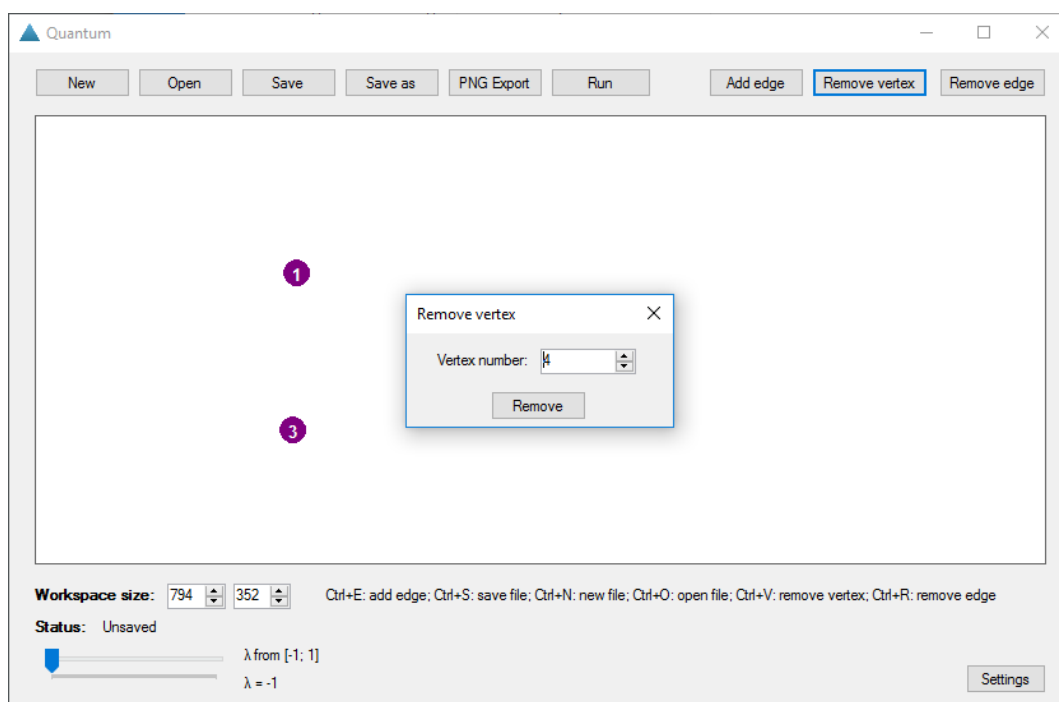 Quantum
New Open Save Save as PNG Export Run Add edge Remove vertex Remove edge
1
Remove vertex
Vertex number: 4
Remove
3
Workspace size: 794 352 Ctrl+E: add edge; Ctrl+S: save file; Ctrl+N: new file; Ctrl+O: open file; Ctrl+V: remove vertex; Ctrl+R: remove edge
Status: Unsaved
λ from [-1; 1]
λ = -1
Settings